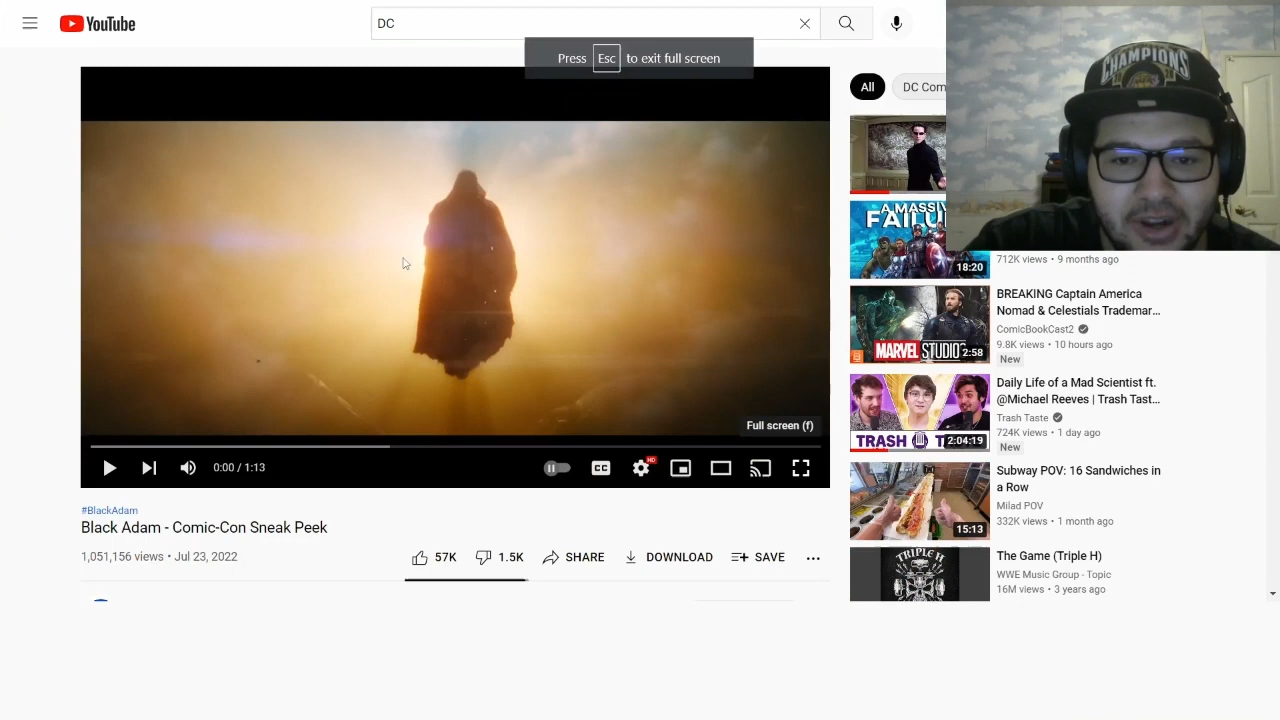 YouTube
DC
Press Esc to exit full screen
CHAMPIONS
All
DC Com
A MASSIV
FAILU
18:20
712K views • 9 months ago
BREAKING Captain America
Nomad & Celestials Trademar...
ComicBookCast2
9.8K views • 10 hours ago
New
MARVEL STUDIO
2:58
Daily Life of a Mad Scientist ft.
@Michael Reeves | Trash Tast...
Trash Taste
724K views • 1 day ago
New
TRASH T
2:04:19
Subway POV: 16 Sandwiches in
a Row
Milad POV
332K views • 1 month ago
15:13
The Game (Triple H)
WWE Music Group - Topic
16M views • 3 years ago
TRIPLE H
Full screen (f)
0:00 / 1:13
CC
HD
#BlackAdam
Black Adam - Comic-Con Sneak Peek
1,051,156 views • Jul 23, 2022
57K
1.5K
SHARE
DOWNLOAD
SAVE